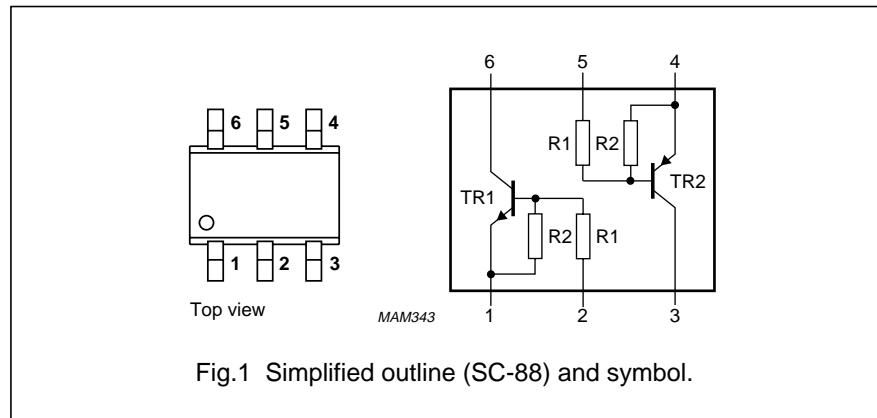 6 5 4
1 2 3
Top view
MAM343
6 5 4
R1 R2
TR1 TR2
R2 R1
1 2 3
Fig.1 Simplified outline (SC-88) and symbol.